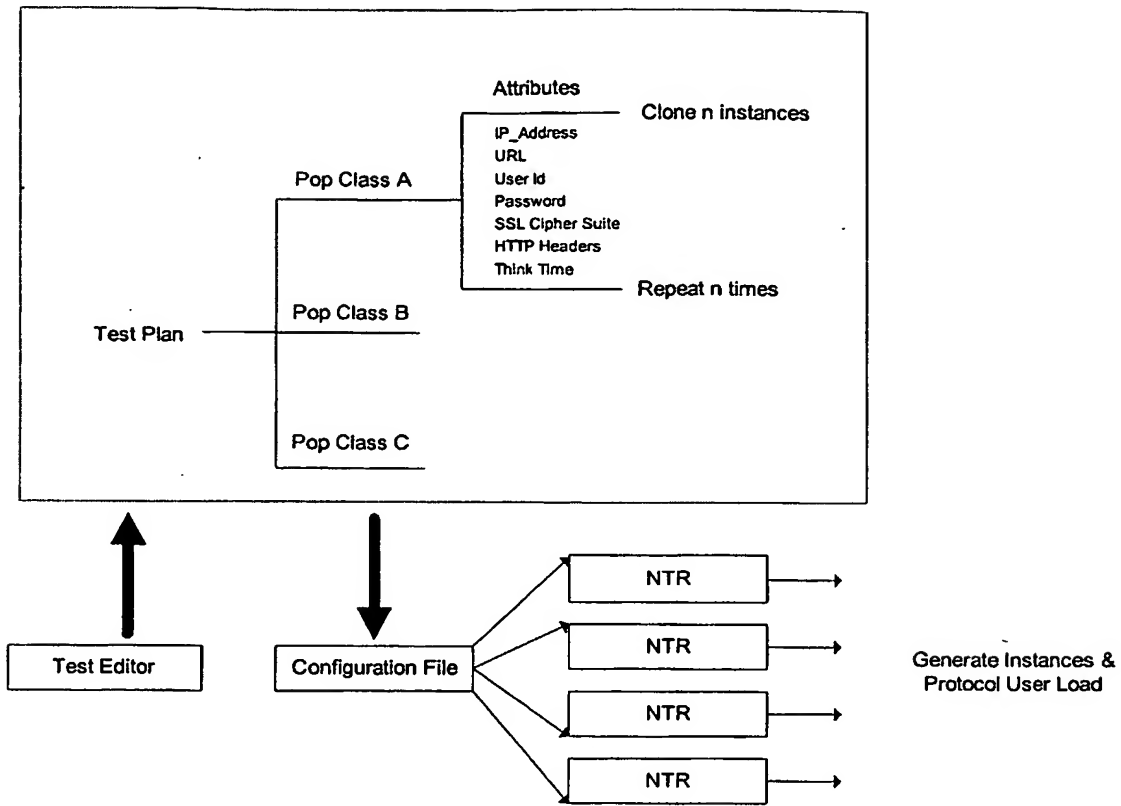 Attributes
Clone n instances
IP_Address
URL
User Id
Password
SSL Cipher Suite
HTTP Headers
Think Time
Pop Class A
Repeat n times
Pop Class B
Test Plan
Pop Class C
NTR
NTR
NTR
NTR
Test Editor
Configuration File
Generate Instances &
Protocol User Load